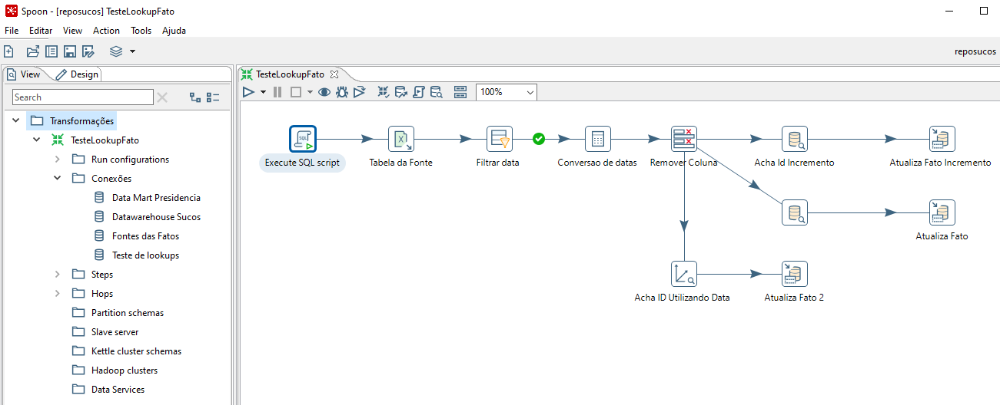 Spoon - [reposucos] TesteLookupFato
File Editar View Action Tools Ajuda
reposucos
View Design
Search
Transformações
TesteLookupFato
Run configurations
Conexões
Data Mart Presidencia
Datawarehouse Sucos
Fontes das Fatos
Teste de lookups
Steps
Hops
Partition schemas
Slave server
Kettle cluster schemas
Hadoop clusters
Data Services
TesteLookupFato
100%
SQL
Execute SQL script
Tabela da Fonte
Filtrar data
Conversao de datas
Remover Coluna
Acha Id Incremento
Atualiza Fato Incremento
Atualiza Fato
Acha ID Utilizando Data
Atualiza Fato 2